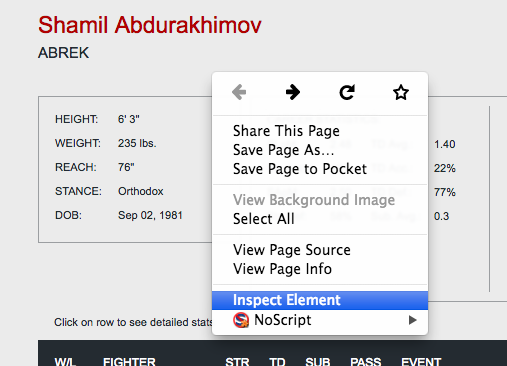 Shamil Abdurakhimov
ABREK
HEIGHT: 6' 3"
WEIGHT: 235 lbs.
REACH: 76"
STANCE: Orthodox
DOB: Sep 02, 1981
1.40
22%
77%
0.3
Share This Page
Save Page As...
Save Page to Pocket
View Background Image
Select All
View Page Source
View Page Info
Inspect Element
NoScript
Click on row to see detailed stats
W/L FIGHTER STR TD SUB PASS EVENT